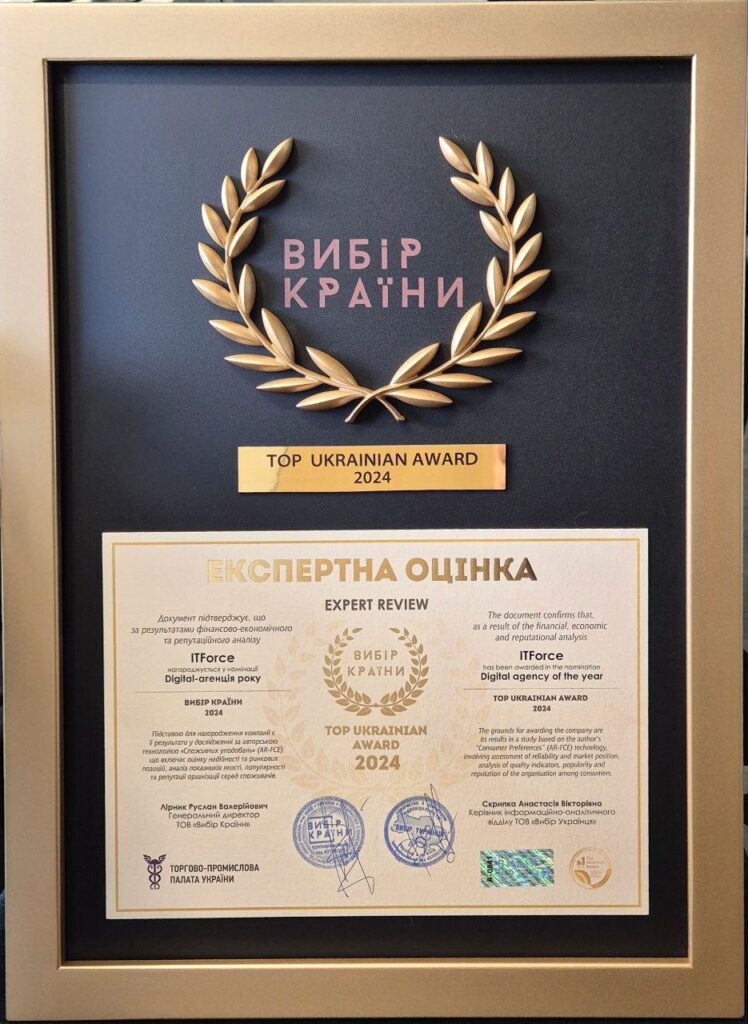 ВИБІР
КРАЇНИ
TOP UKRAINIAN AWARD
2024
ЕКСПЕРТНА ОЦІНКА
EXPERT REVIEW
Документ підтверджує, що
за результатами фінансово-економічного
та репутаційного аналізу
ITForce
нагороджується у номінації
Digital-агенція року
ВИБІР КРАЇНИ
2024
Підставою для нагородження компанії є
її результати у дослідженні за авторською
технологією «Споживчих уподобань» (AR-FCE),
що включає оцінку надійності та ринкових
позицій, аналіз показників якості, популярності
та репутації організації серед споживачів.
ВИБІР
КРАЇНИ
TOP UKRAINIAN
AWARD
2024
The document confirms that,
as a result of the financial, economic
and reputational analysis
ITForce
has been awarded in the nomination
Digital agency of the year
TOP UKRAINIAN AWARD
2024
The grounds for awarding the company are
its results in a study based on the author's
"Consumer Preferences" (AR-FCE) technology,
involving assessment of reliability and market position,
analysis of quality indicators, popularity and
reputation of the organisation among consumers.
Лірник Руслан Валерійович
Генеральний директор
ТОВ «Вибір Країни»
ВИБІР
КРАЇНИ
Скрипка Анастасія Вікторівна
Керівник інформаційно-аналітичного
відділу ТОВ «Вибір Українця»
ТОРГОВО-ПРОМИСЛОВА
ПАЛАТА УКРАЇНИ